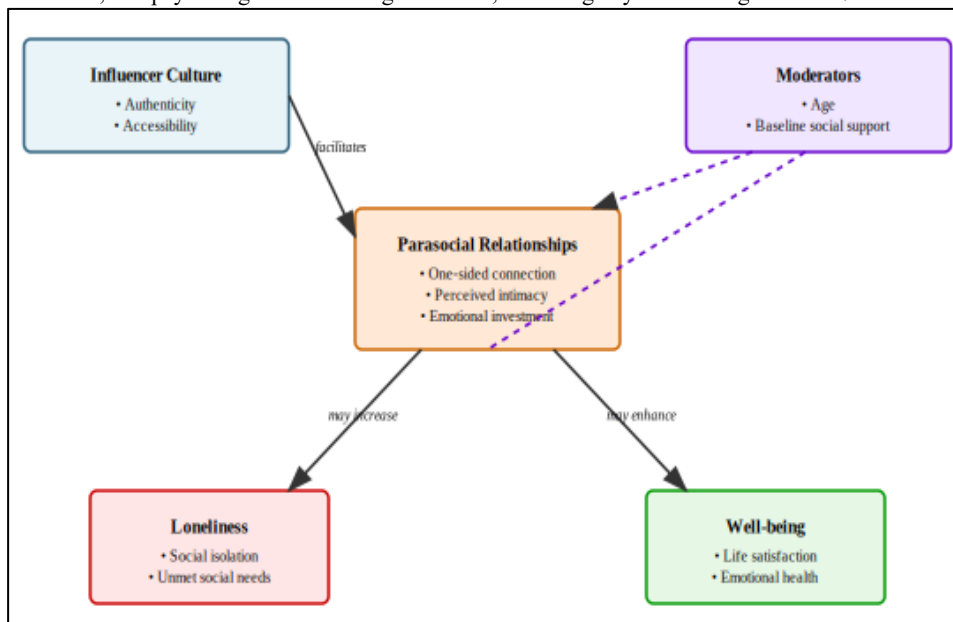 Influencer Culture
• Authenticity
• Accessibility
Moderators
• Age
• Baseline social support
facilitates
Parasocial Relationships
• One-sided connection
• Perceived intimacy
• Emotional investment
may increase
may enhance
Loneliness
• Social isolation
• Unmet social needs
Well-being
• Life satisfaction
• Emotional health